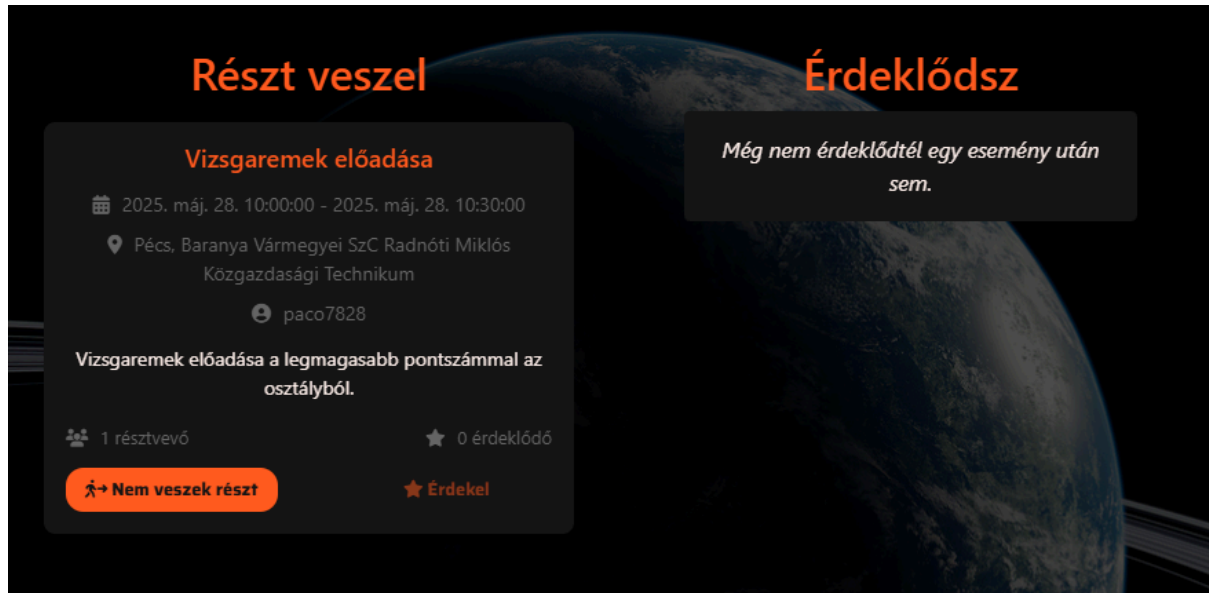 Részt veszel
Vizsgaremek előadása
2025. máj. 28. 10:00:00 - 2025. máj. 28. 10:30:00
Pécs, Baranya Vármegyei SzC Radnóti Miklós
Közgazdasági Technikum
paco7828
Vizsgaremek előadása a legmagasabb pontszámmal az
osztályból.
1 résztvevő
0 érdeklődő
Nem veszek részt
Érdekel
Érdeklődsz
Még nem érdeklődtél egy esemény után
sem.